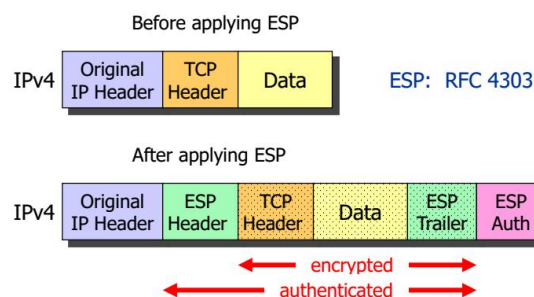 Before applying ESP
IPv4 Original IP Header TCP Header Data ESP: RFC 4303
After applying ESP
IPv4 Original IP Header ESP Header TCP Header Data ESP Trailer ESP Auth
encrypted
authenticated